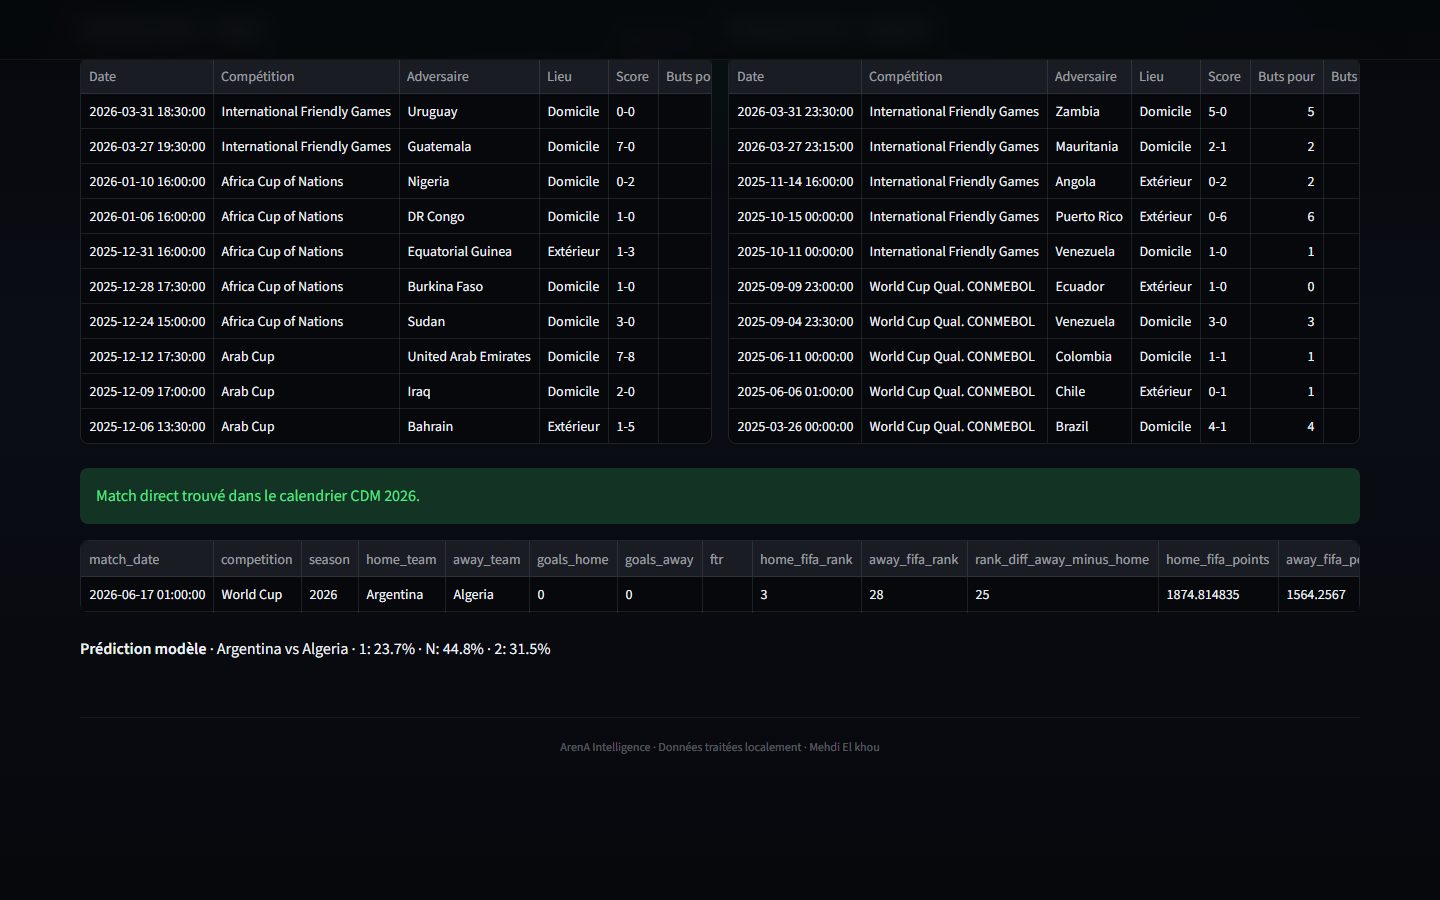 Date Compétition Adversaire Lieu Score Buts po
2026-03-31 18:30:00 International Friendly Games Uruguay Domicile 0-0
2026-03-27 19:30:00 International Friendly Games Guatemala Domicile 7-0
2026-01-10 16:00:00 Africa Cup of Nations Nigeria Domicile 0-2
2026-01-06 16:00:00 Africa Cup of Nations DR Congo Domicile 1-0
2025-12-31 16:00:00 Africa Cup of Nations Equatorial Guinea Extérieur 1-3
2025-12-28 17:30:00 Africa Cup of Nations Burkina Faso Domicile 1-0
2025-12-24 15:00:00 Africa Cup of Nations Sudan Domicile 3-0
2025-12-12 17:30:00 Arab Cup United Arab Emirates Domicile 7-8
2025-12-09 17:00:00 Arab Cup Iraq Domicile 2-0
2025-12-06 13:30:00 Arab Cup Bahrain Extérieur 1-5
Date Compétition Adversaire Lieu Score Buts pour Buts
2026-03-31 23:30:00 International Friendly Games Zambia Domicile 5-0 5
2026-03-27 23:15:00 International Friendly Games Mauritania Domicile 2-1 2
2025-11-14 16:00:00 International Friendly Games Angola Extérieur 0-2 2
2025-10-15 00:00:00 International Friendly Games Puerto Rico Extérieur 0-6 6
2025-10-11 00:00:00 International Friendly Games Venezuela Domicile 1-0 1
2025-09-09 23:00:00 World Cup Qual. CONMEBOL Ecuador Extérieur 1-0 0
2025-09-04 23:30:00 World Cup Qual. CONMEBOL Venezuela Domicile 3-0 3
2025-06-11 00:00:00 World Cup Qual. CONMEBOL Colombia Domicile 1-1 1
2025-06-06 01:00:00 World Cup Qual. CONMEBOL Chile Extérieur 0-1 1
2025-03-26 00:00:00 World Cup Qual. CONMEBOL Brazil Domicile 4-1 4
Match direct trouvé dans le calendrier CDM 2026.
match_date competition season home_team away_team goals_home goals_away ftr home_fifa_rank away_fifa_rank rank_diff_away_minus_home home_fifa_points away_fifa_po
2026-06-17 01:00:00 World Cup 2026 Argentina Algeria 0 0 3 28 25 1874.814835 1564.2567
Prédiction modèle · Argentina vs Algeria · 1: 23.7% · N: 44.8% · 2: 31.5%
ArenA Intelligence · Données traitées localement · Mehdi El khou